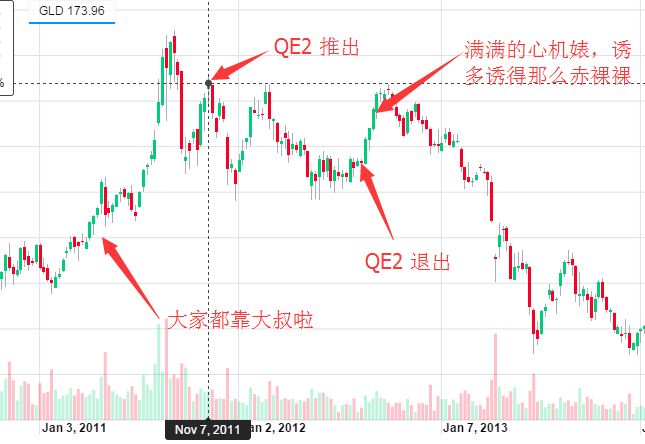 GLD 173.96
QE2 推出
满满的心机婊，诱
多诱得那么赤裸裸
%
QE2 退出
大家都靠大叔啦
Jan 3, 2011
Nov 7, 2011
an 2, 2012
Jan 7, 2013